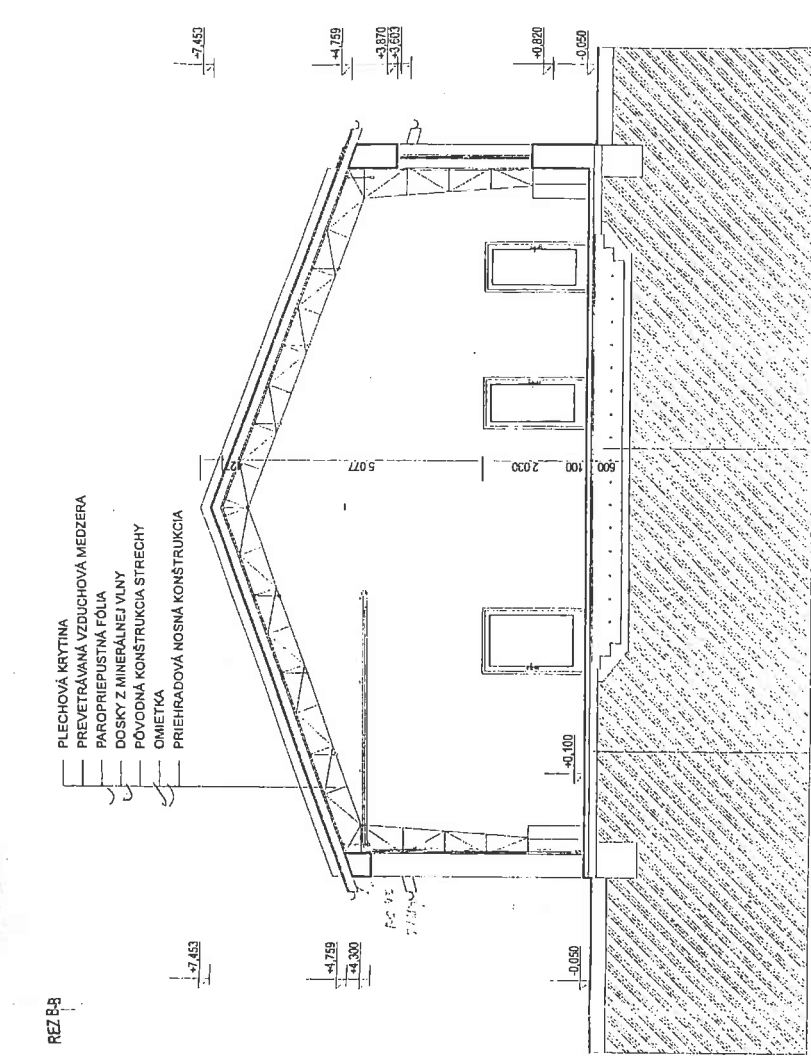 REZ B-B
PLECHOVÁ KRYTINA
PREVETRÁVANÁ VZDUCHOVÁ MEDZERA
PAROPRIEPUSTNÁ FÓLIA
DOSKY Z MINERÁLNEJ VLNY
PÔVODNÁ KONŠTRUKCIA STRECHY
OMIETKA
PRIEHRADOVÁ NOSNÁ KONŠTRUKCIA
+7,453
+4,759
+4,300
-0,050
+7,453
+4,759
+3,870
+3,603
+0,820
-0,050
+0,100
5 077
2 030
100
600